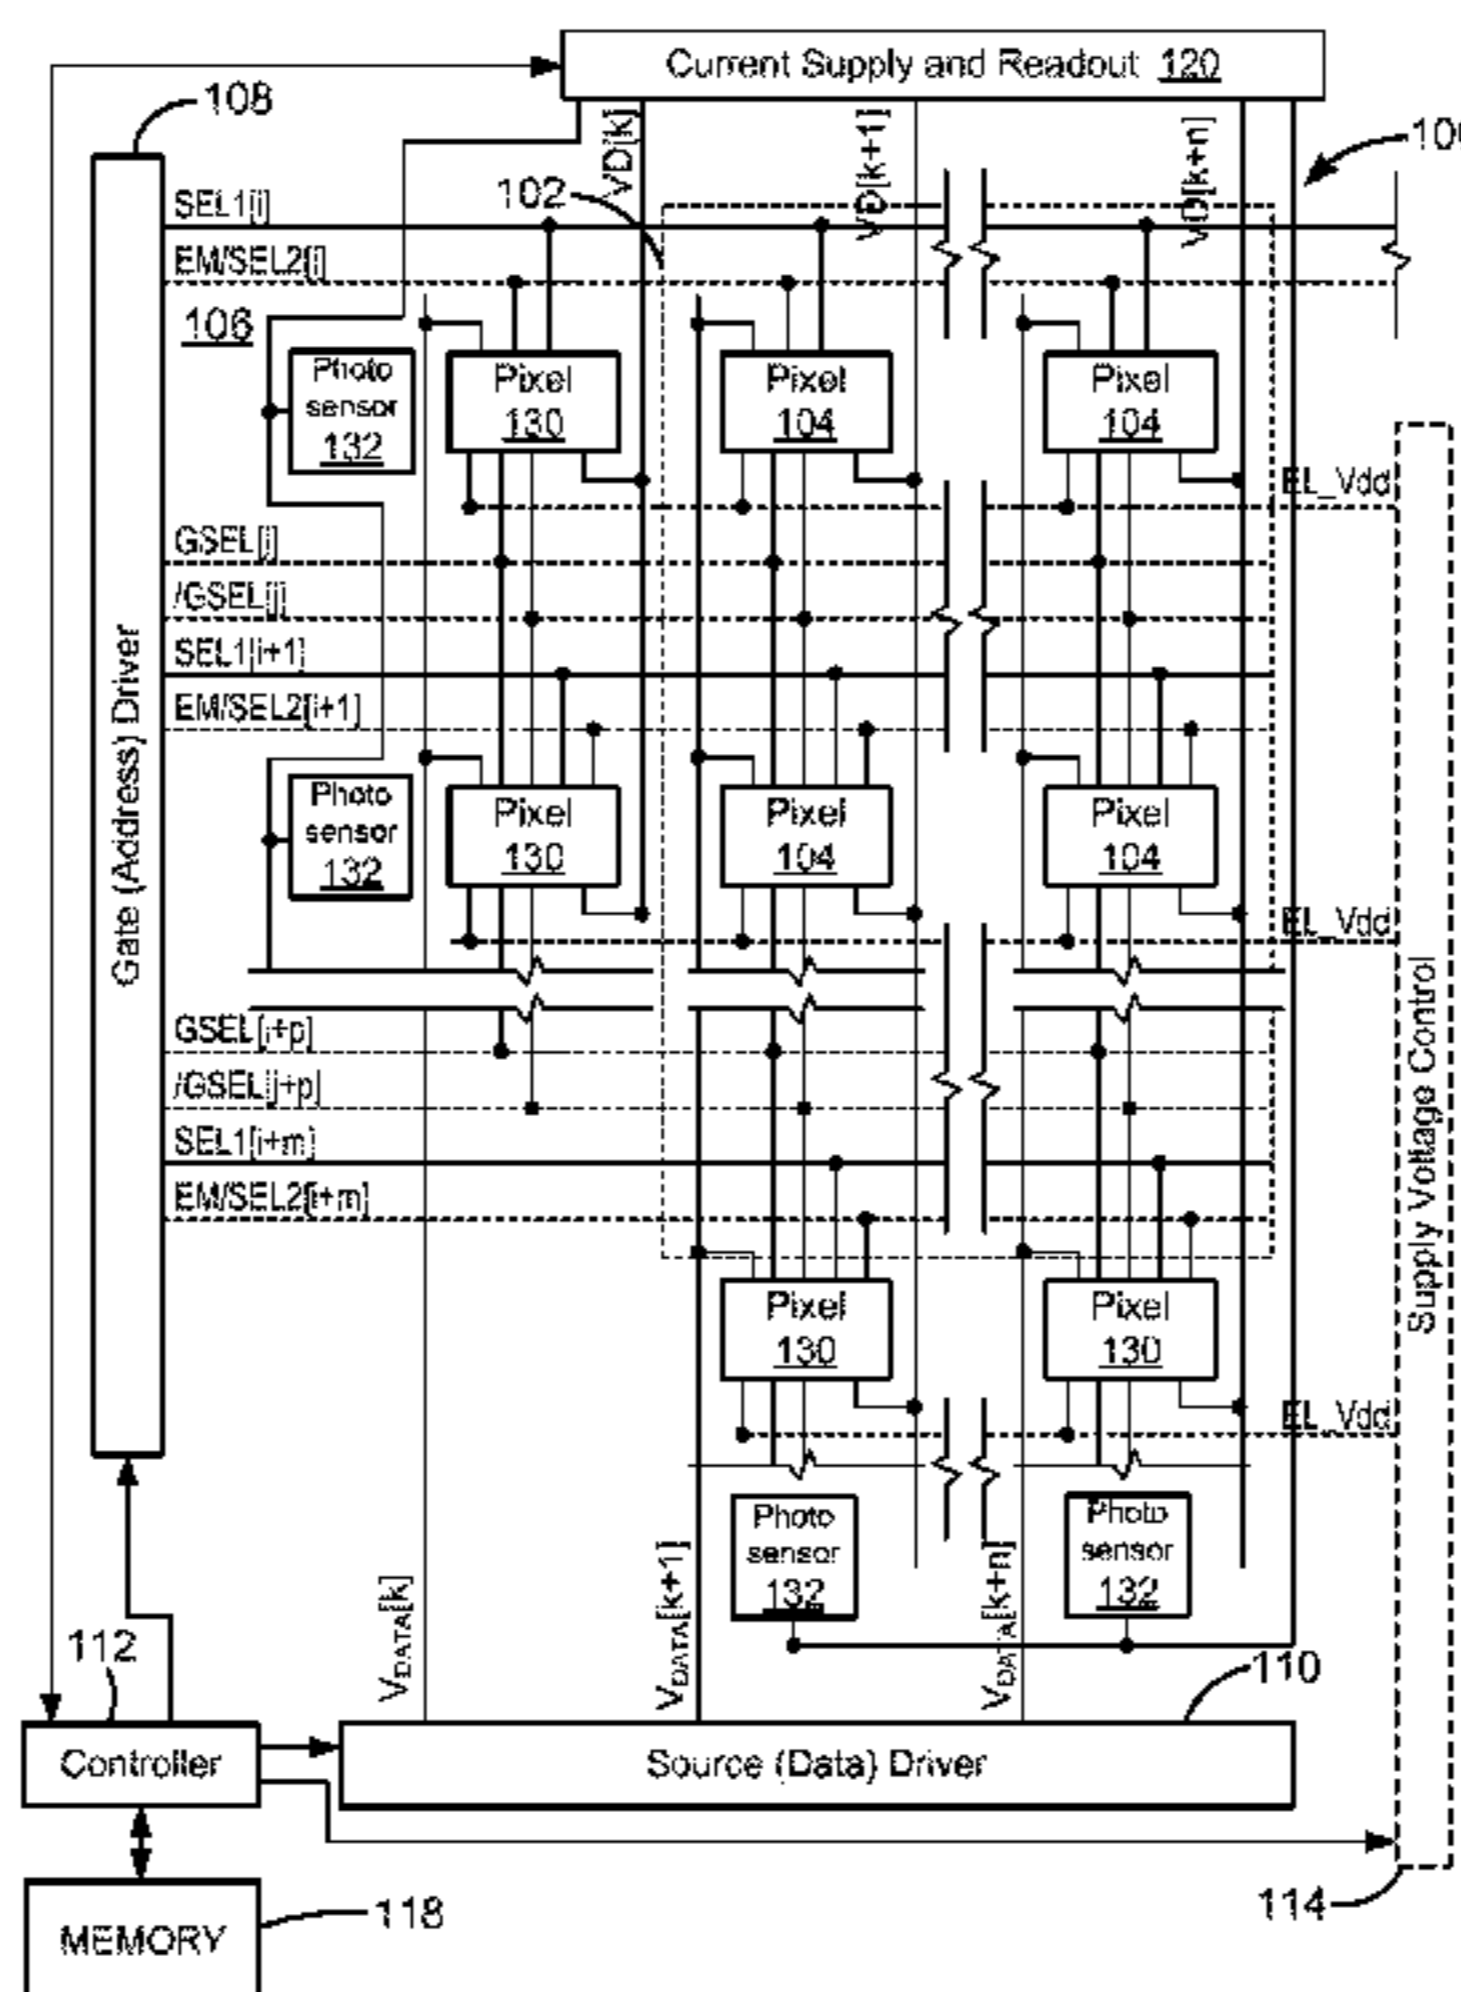 Current Supply and Readout 120
108
VD[k]
VD[k+1]
VD[k+n]
102
SEL1[i]
EM/SEL2[i]
106
Photo
sensor
132
Pixel
130
Pixel
104
Pixel
104
EL_Vdd
GSEL[j]
/GSEL[j]
SEL1[i+1]
EM/SEL2[i+1]
Gate (Address) Driver
Photo
sensor
132
Pixel
130
Pixel
104
Pixel
104
EL_Vdd
Supply Voltage Control
GSEL[j+p]
/GSEL[j+p]
SEL1[i+m]
EM/SEL2[i+m]
Pixel
130
Pixel
130
EL_Vdd
Photo
sensor
132
Photo
sensor
132
VDATA[k]
VDATA[k+1]
VDATA[k+n]
112
110
Controller
Source (Data) Driver
114
MEMORY
118